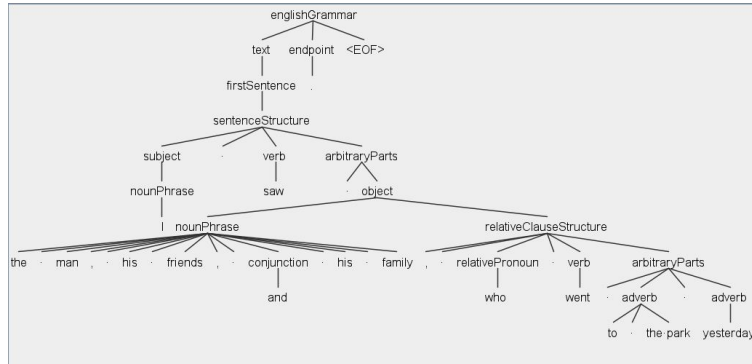 englishGrammar
text endpoint <EOF>
firstSentence .
sentenceStructure
subject · verb arbitraryParts
nounPhrase saw · object
I nounPhrase relativeClauseStructure
the · man , · his · friends , · conjunction · his · family , · relativePronoun · verb arbitraryParts
and who went · adverb · adverb
to · the·park yesterday